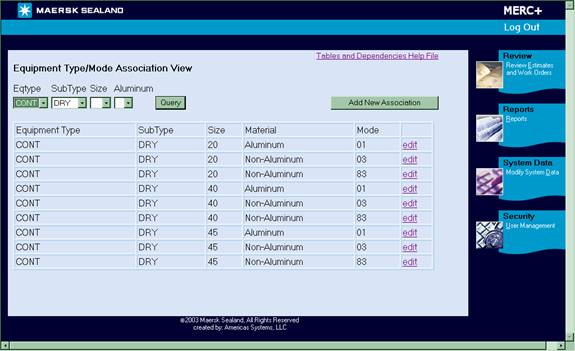 MAERSK SEALAND
MERC+
Log Out
Tables and Dependencies Help File
Equipment Type/Mode Association View
Eqtype SubType Size Aluminum
CONT DRY Query Add New Association
Equipment Type SubType Size Material Mode
CONT DRY 20 Aluminum 01 edit
CONT DRY 20 Non-Aluminum 03 edit
CONT DRY 20 Non-Aluminum 83 edit
CONT DRY 40 Aluminum 01 edit
CONT DRY 40 Non-Aluminum 03 edit
CONT DRY 40 Non-Aluminum 83 edit
CONT DRY 45 Aluminum 01 edit
CONT DRY 45 Non-Aluminum 03 edit
CONT DRY 45 Non-Aluminum 83 edit
Review
Review Estimates
and Work Orders
Reports
Reports
System Data
Modify System Data
Security
User Management
©2003 Maersk Sealand, All Rights Reserved
created by: Americas Systems, LLC